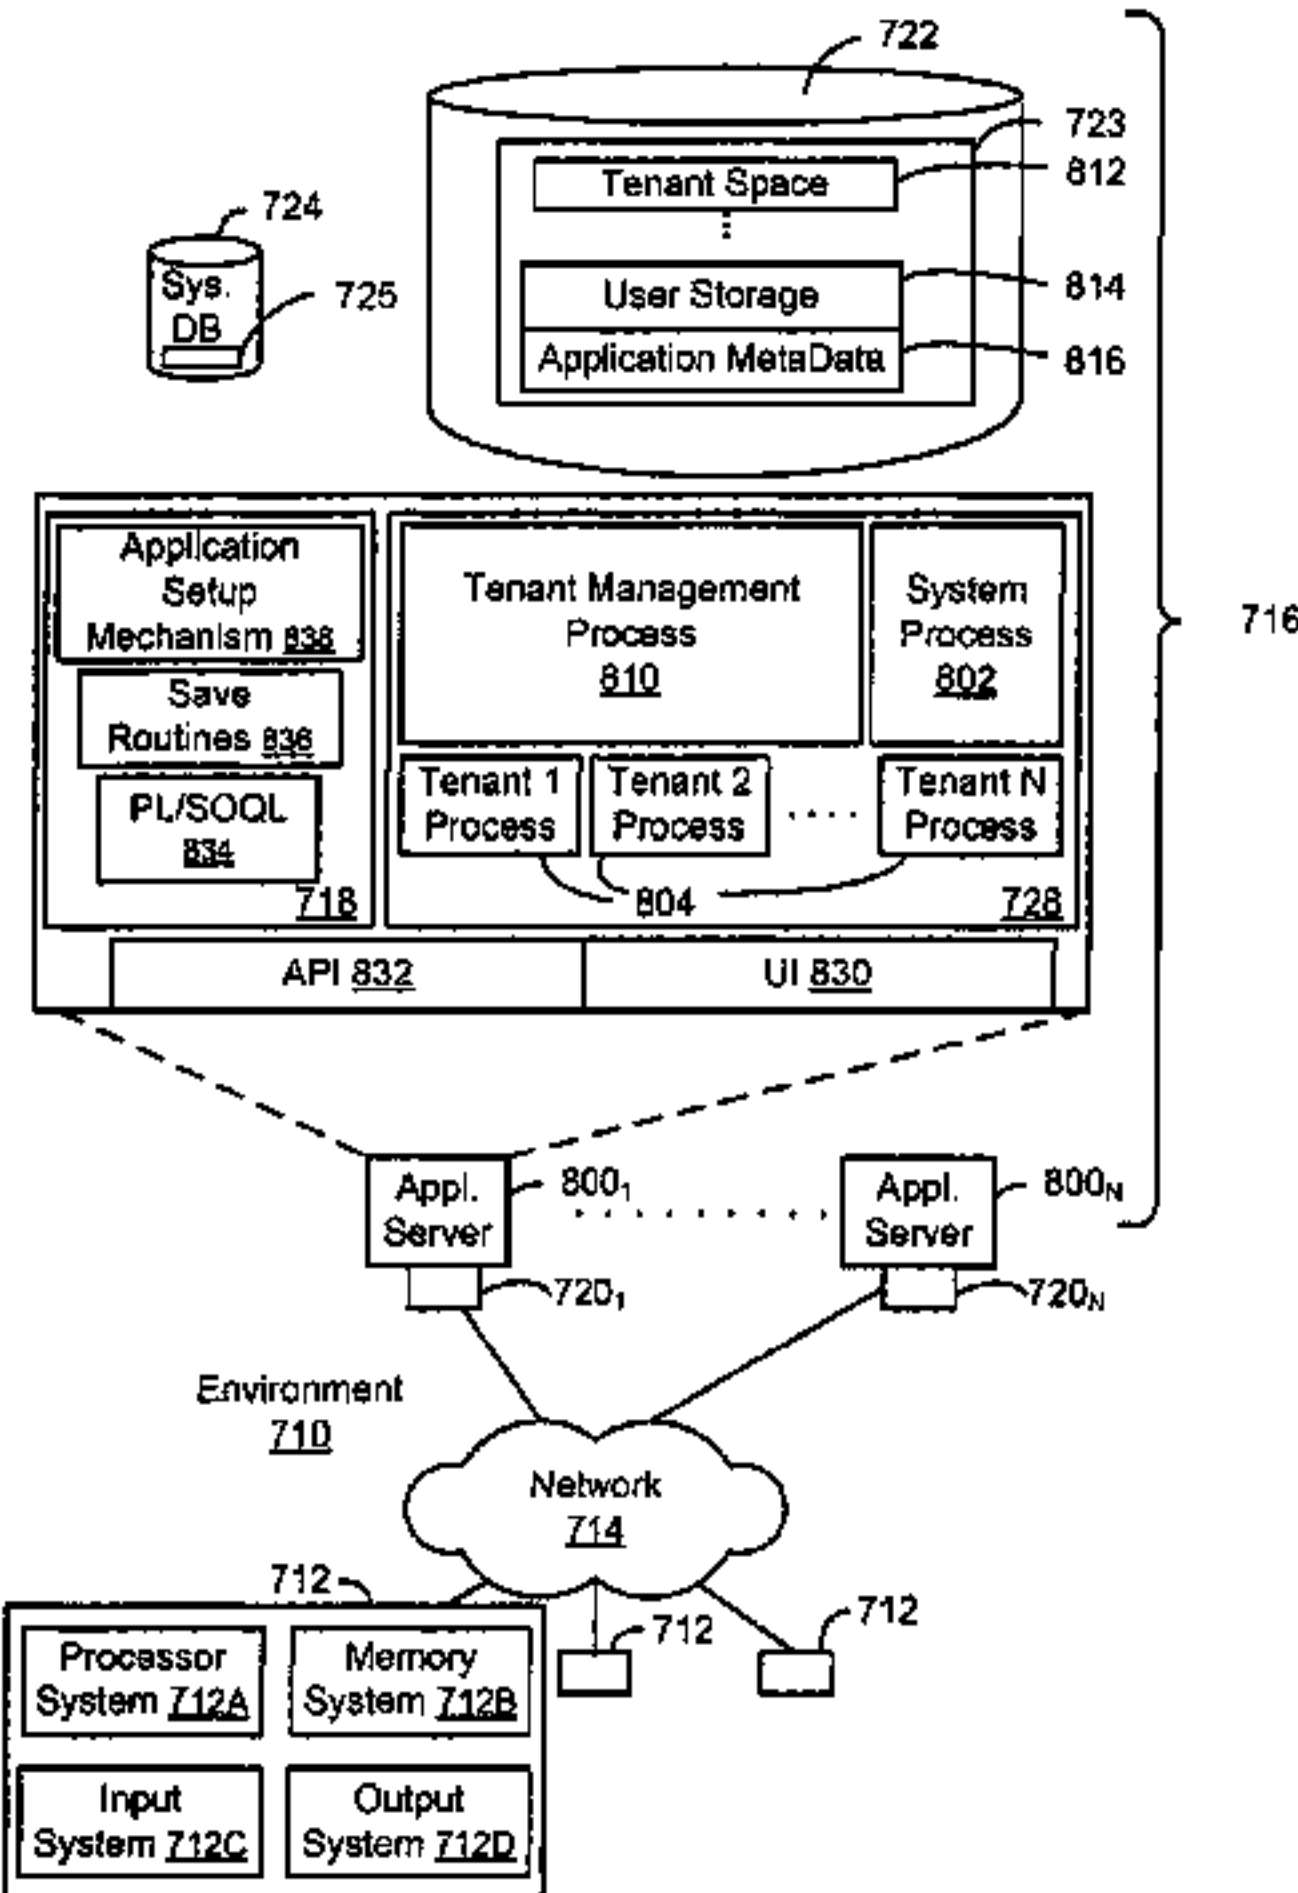 722
723
Tenant Space
812
724
Sys.
DB
725
User Storage
814
Application MetaData
816
Application
Setup
Mechanism 838
Save
Routines 836
PL/SOQL
834
718
Tenant Management
Process
810
System
Process
802
Tenant 1
Process
Tenant 2
Process
Tenant N
Process
804
728
API 832
UI 830
716
Appl.
Server
800₁
Appl.
Server
800N
720₁
720N
Environment
710
Network
714
712
712
712
Processor
System 712A
Memory
System 712B
Input
System 712C
Output
System 712D